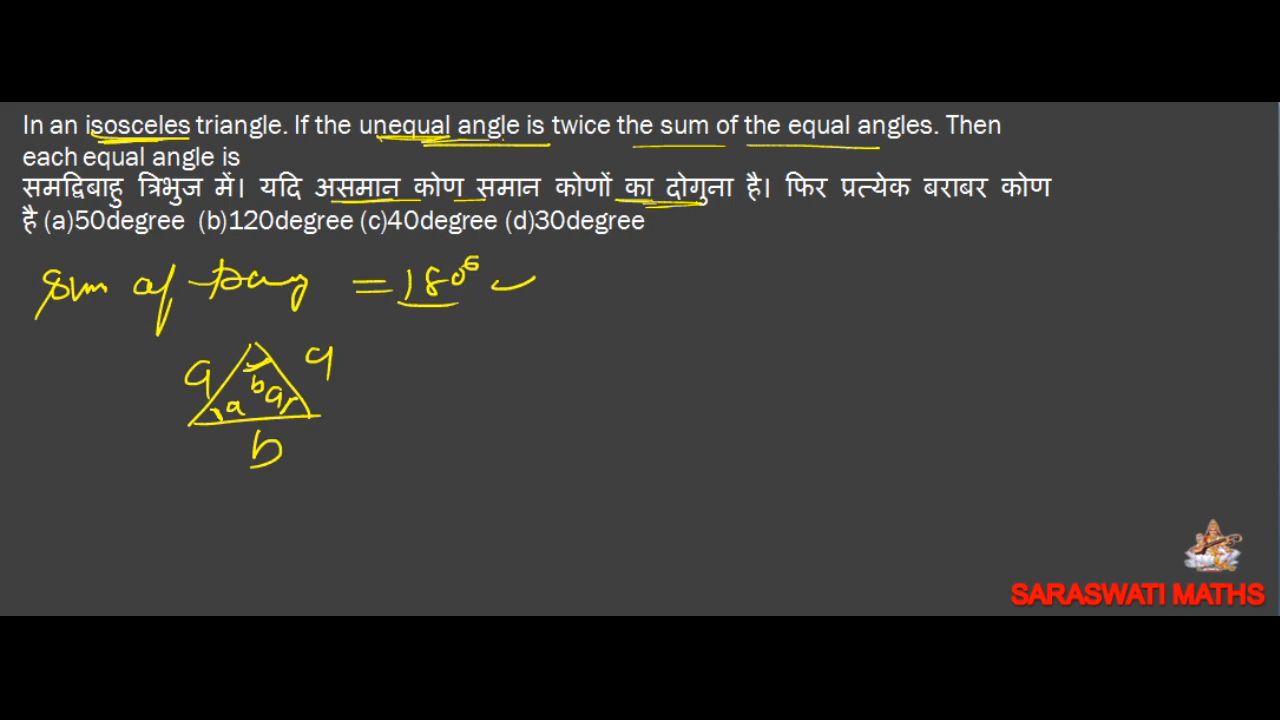 In an isosceles triangle. If the unequal angle is twice the sum of the equal angles. Then
each equal angle is
समद्विबाहु त्रिभुज में। यदि असमान कोण समान कोणों का दोगुना है। फिर प्रत्येक बराबर कोण
है (a)50degree (b)120degree (c)40degree (d)30degree
Sum of = 180°
a a
b
a a
b
SARASWATI MATHS